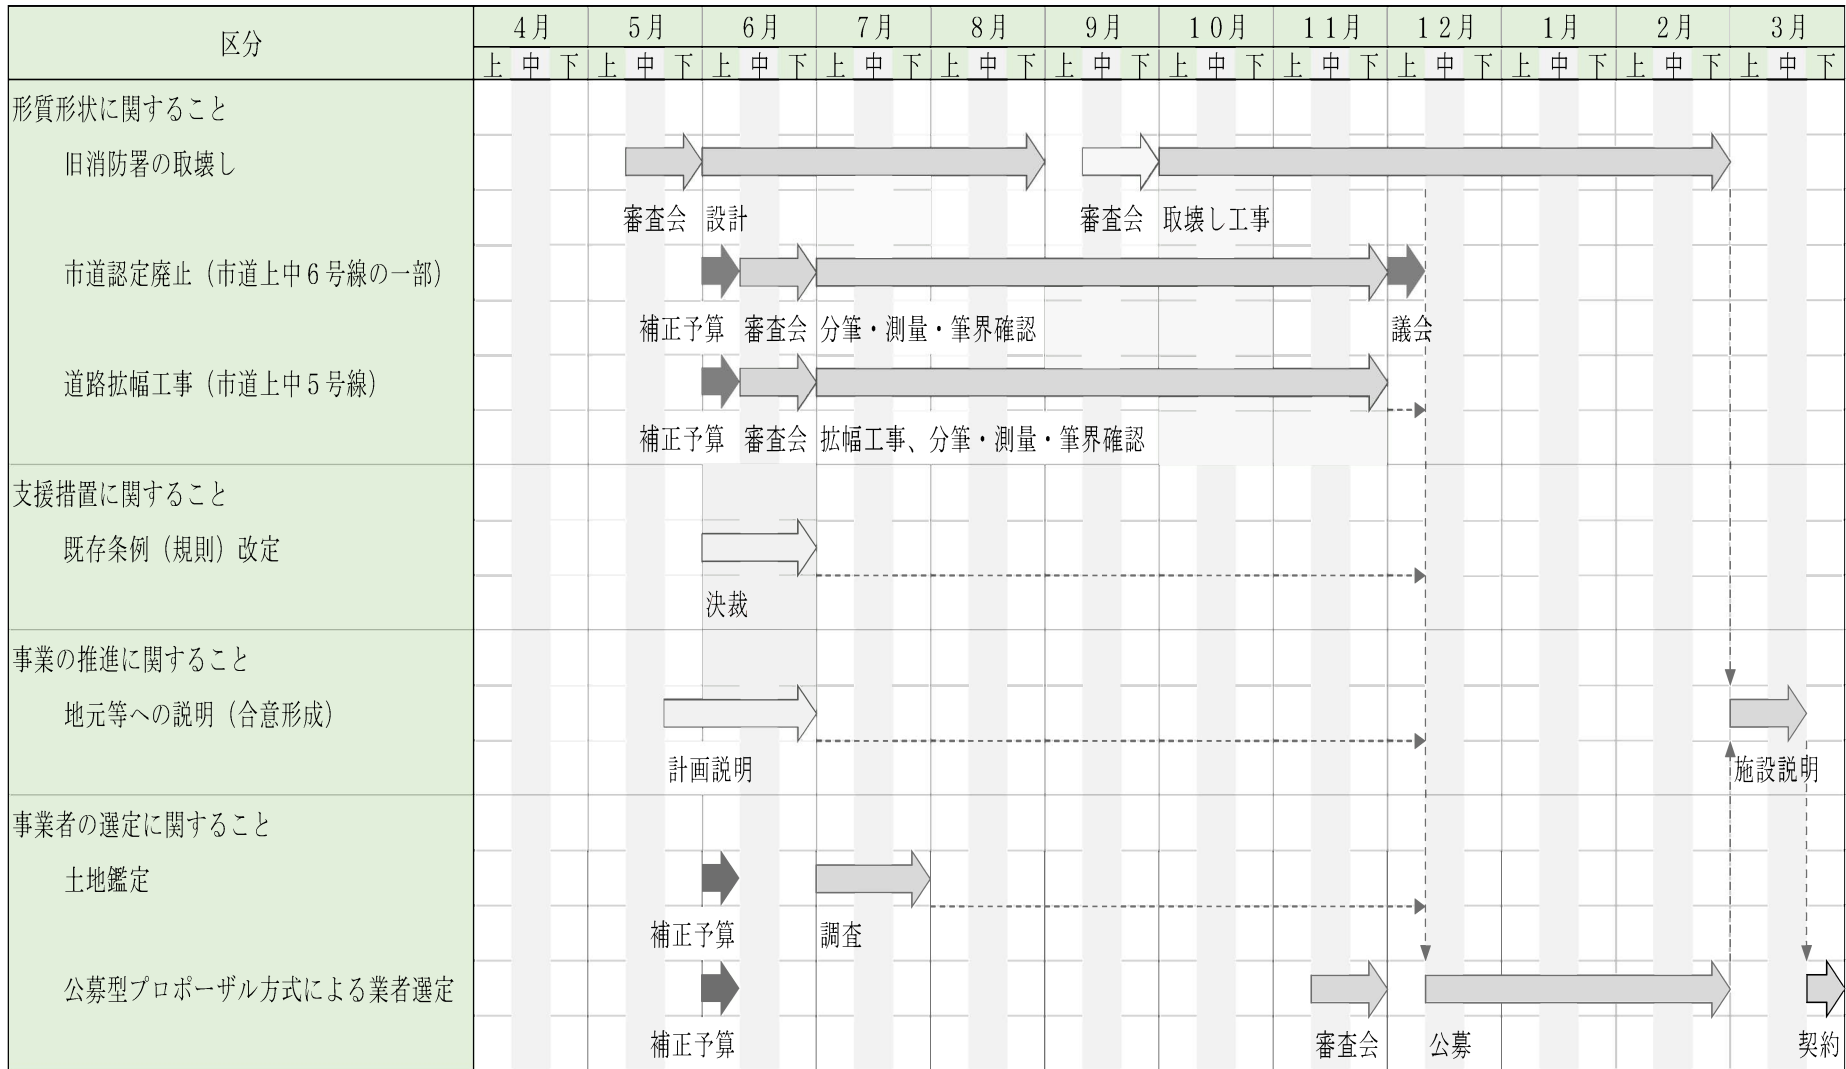 区分
4月 5月 6月 7月 8月 9月 10月 11月 12月 1月 2月 3月
上 中 下 上 中 下 上 中 下 上 中 下 上 中 下 上 中 下 上 中 下 上 中 下 上 中 下 上 中 下 上 中 下 上 中 下
形質形状に関すること
旧消防署の取壊し
審査会 設計 審査会 取壊し工事
市道認定廃止（市道上中６号線の一部）
補正予算 審査会 分筆・測量・筆界確認 議会
道路拡幅工事（市道上中５号線）
補正予算 審査会 拡幅工事、分筆・測量・筆界確認
支援措置に関すること
既存条例（規則）改定
決裁
事業の推進に関すること
地元等への説明（合意形成）
計画説明 施設説明
事業者の選定に関すること
土地鑑定
補正予算 調査
公募型プロポーザル方式による業者選定
補正予算 審査会 公募 契約